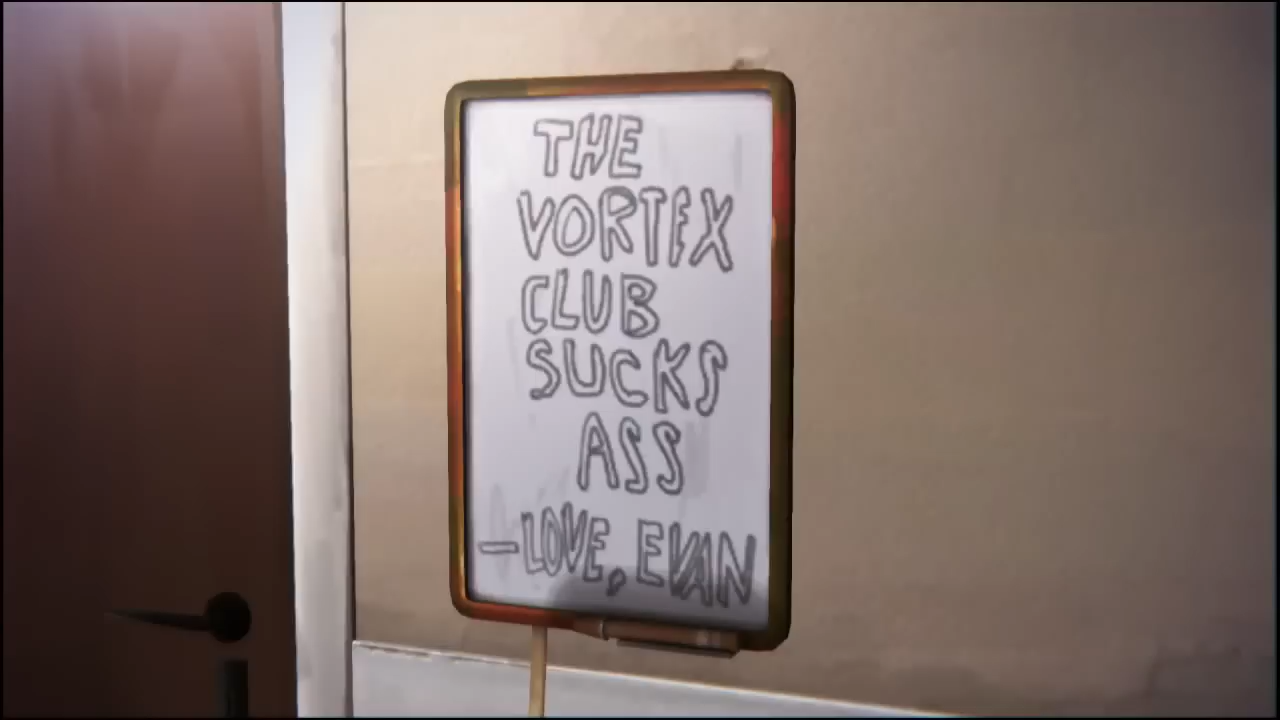 THE
VORTEX
CLUB
SUCKS
ASS
—LOVE, EVAN